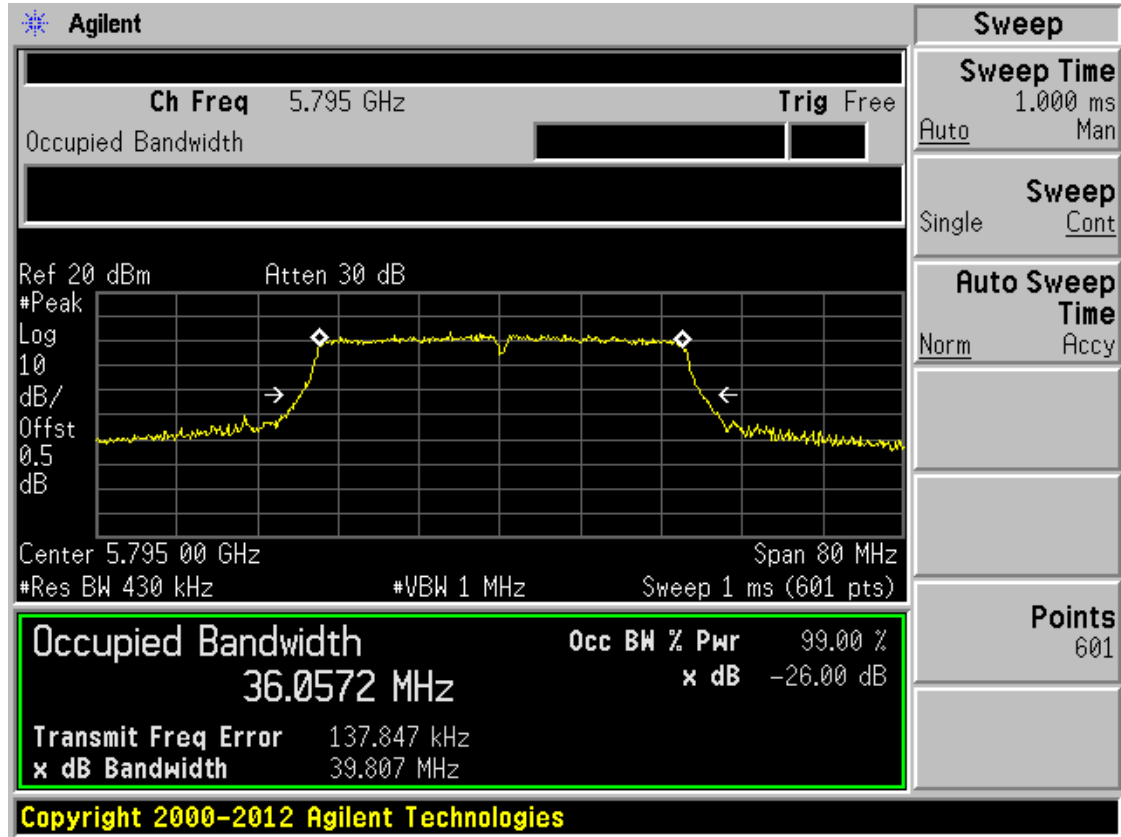 Agilent
Ch Freq 5.795 GHz Trig Free
Occupied Bandwidth
Ref 20 dBm Atten 30 dB
#Peak
Log
10
dB/
Offst
0.5
dB
Center 5.795 00 GHz Span 80 MHz
#Res BW 430 kHz #VBW 1 MHz Sweep 1 ms (601 pts)
Occupied Bandwidth
36.0572 MHz
Occ BW % Pwr 99.00 %
x dB -26.00 dB
Transmit Freq Error 137.847 kHz
x dB Bandwidth 39.807 MHz
Copyright 2000-2012 Agilent Technologies
Sweep
Sweep Time
1.000 ms
Auto Man
Sweep
Single Cont
Auto Sweep
Time
Norm Accy
Points
601